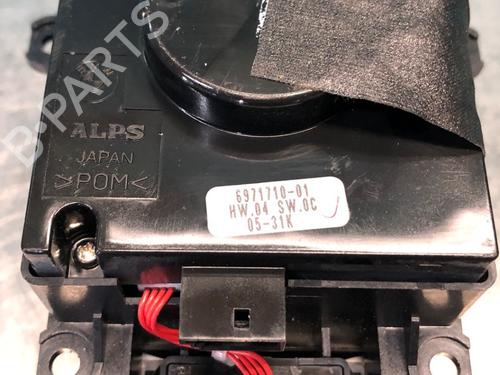 B-PARTS
ALPS
JAPAN
>POM<
6971710-01
HW.04 SW.0C
05-31K